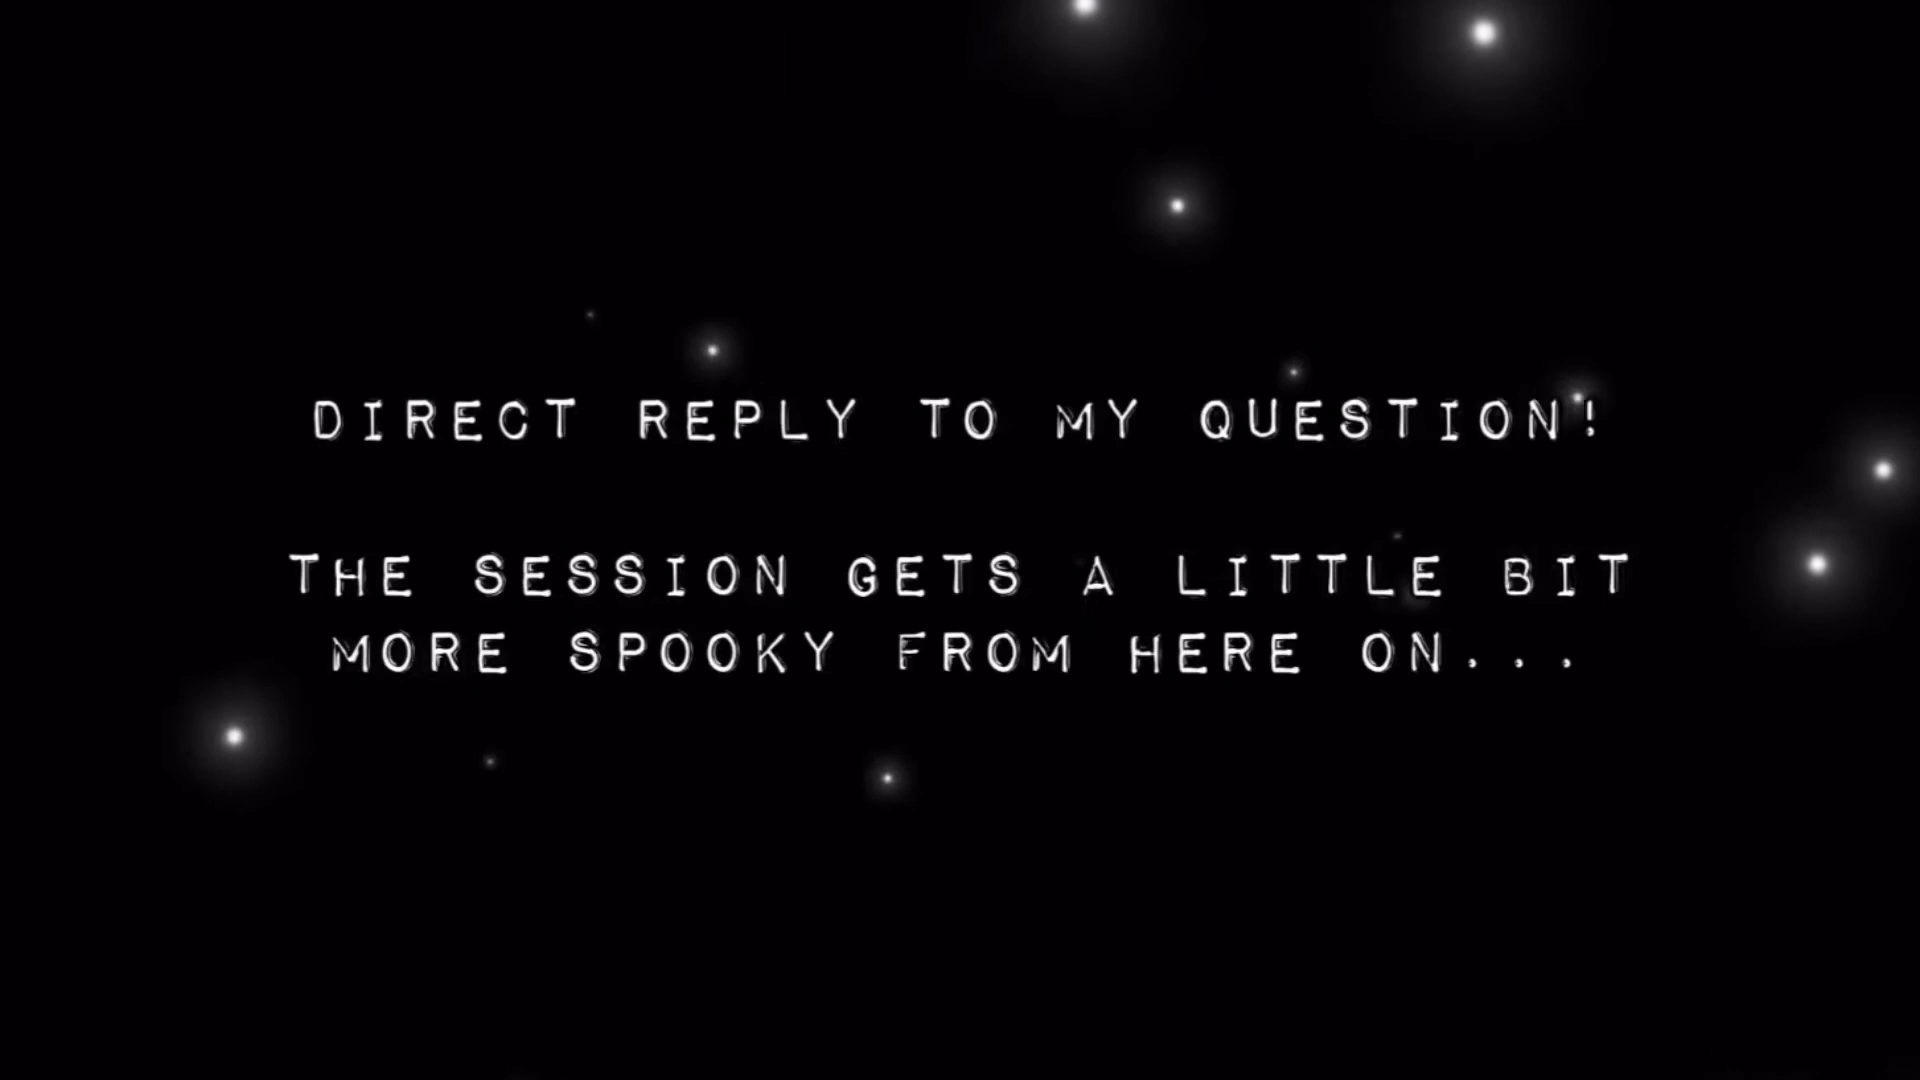 DIRECT REPLY TO MY QUESTION!
THE SESSION GETS A LITTLE BIT
MORE SPOOKY FROM HERE ON...